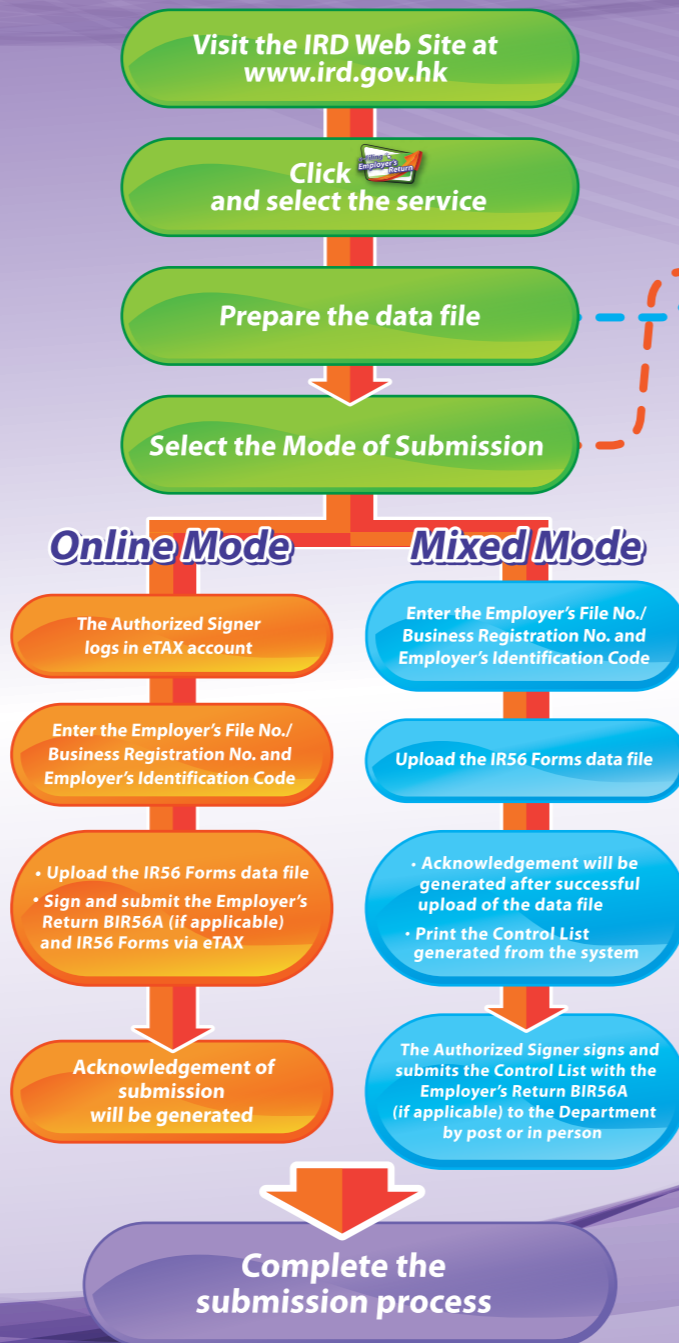 Visit the IRD Web Site at
www.ird.gov.hk
Click
Employer's
Return
and select the service
Prepare the data file
Select the Mode of Submission
Online Mode
The Authorized Signer
logs in eTAX account
Enter the Employer's File No./
Business Registration No. and
Employer's Identification Code
• Upload the IR56 Forms data file
• Sign and submit the Employer's
Return BIR56A (if applicable)
and IR56 Forms via eTAX
Acknowledgement of
submission
will be generated
Mixed Mode
Enter the Employer's File No./
Business Registration No. and
Employer's Identification Code
Upload the IR56 Forms data file
• Acknowledgement will be
generated after successful
upload of the data file
• Print the Control List
generated from the system
The Authorized Signer signs and
submits the Control List with the
Employer's Return BIR56A
(if applicable) to the Department
by post or in person
Complete the
submission process